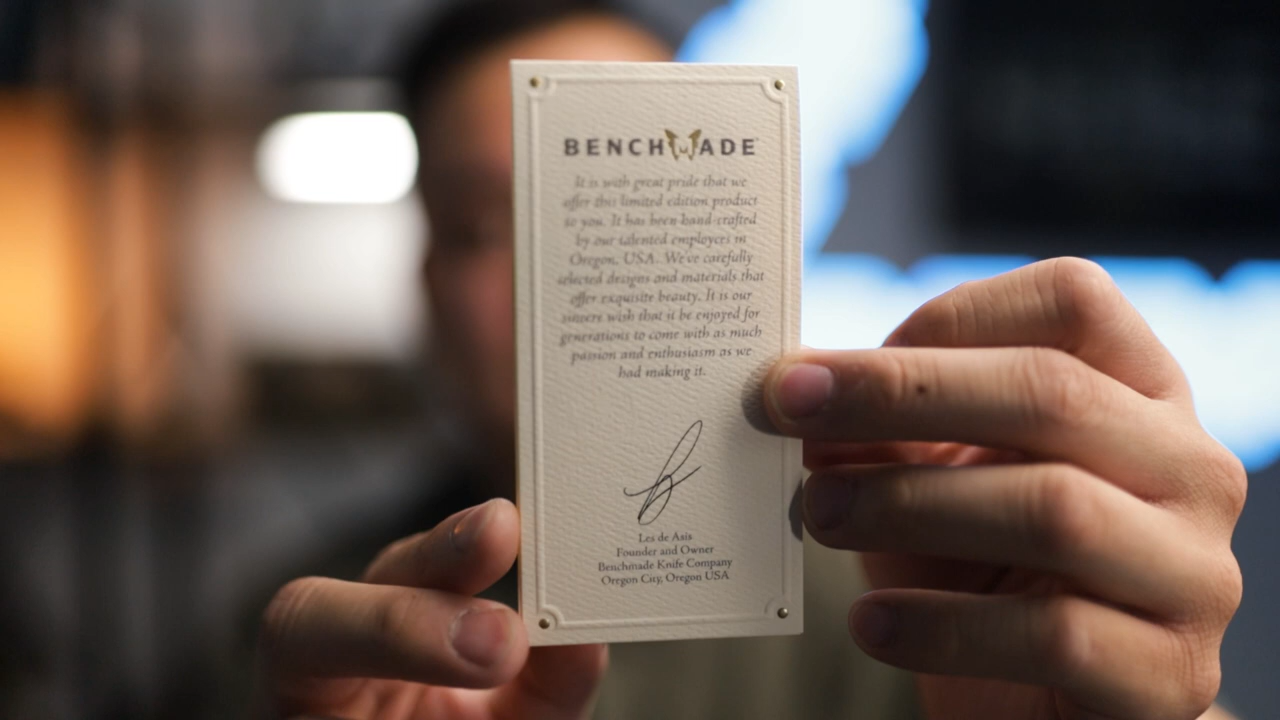 BENCHMADE
It is with great pride that we
offer this limited edition product
to you. It has been hand-crafted
by our talented employees in
Oregon, USA. We've carefully
selected designs and materials that
offer exquisite beauty. It is our
sincere wish that it be enjoyed for
generations to come with as much
passion and enthusiasm as we
had making it.
Les de Asis
Founder and Owner
Benchmade Knife Company
Oregon City, Oregon USA